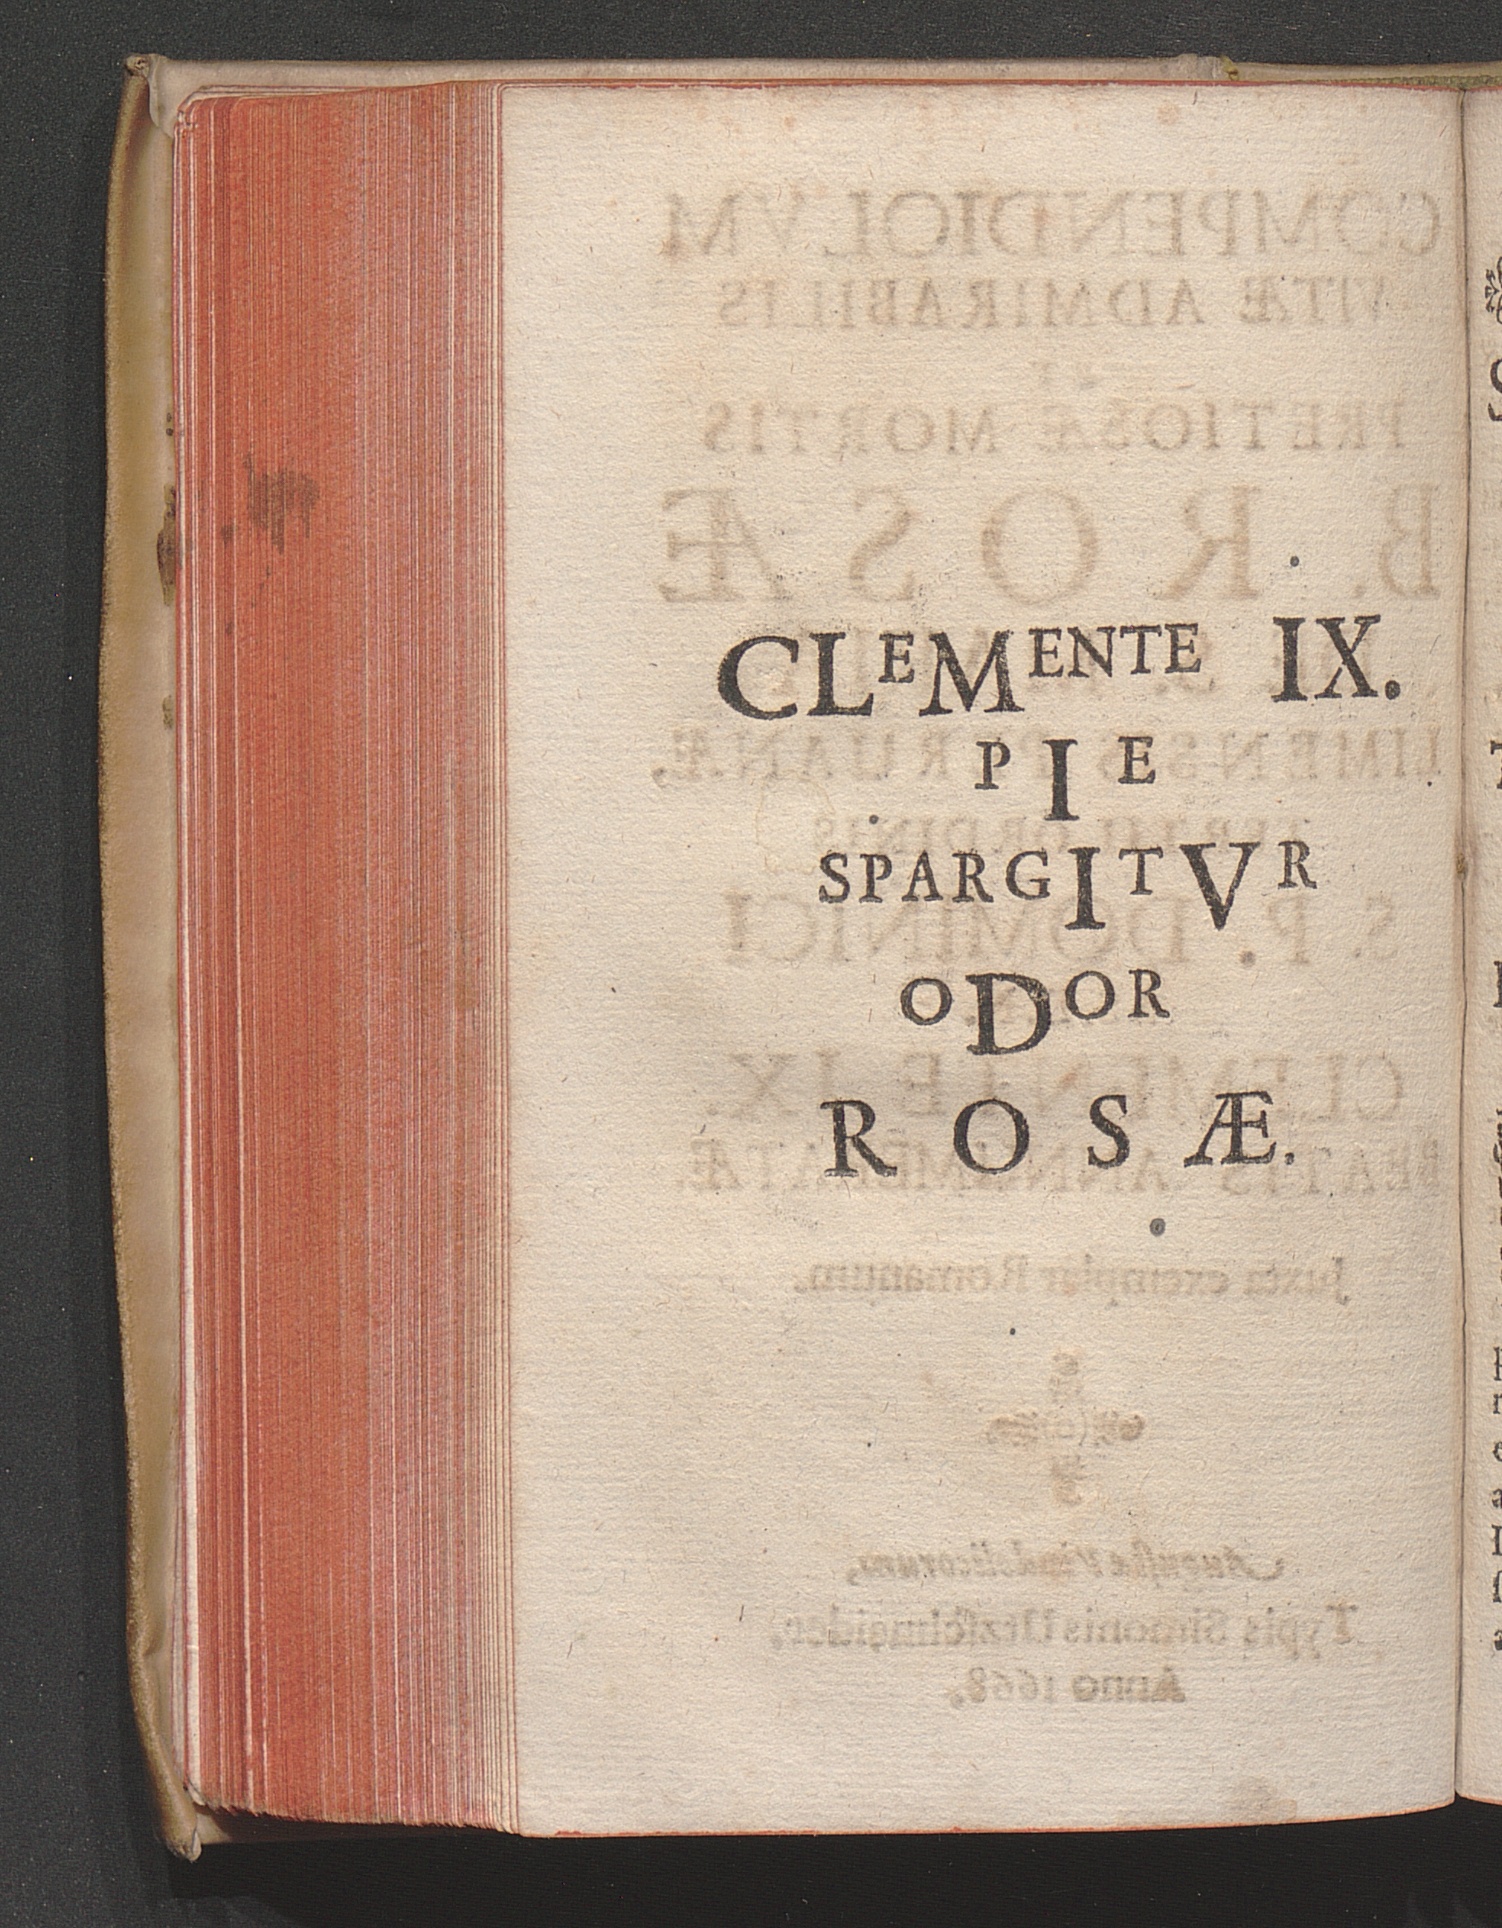 CLEMENTE IX.
PIE
SPARGITVR
ODOR
ROSÆ.